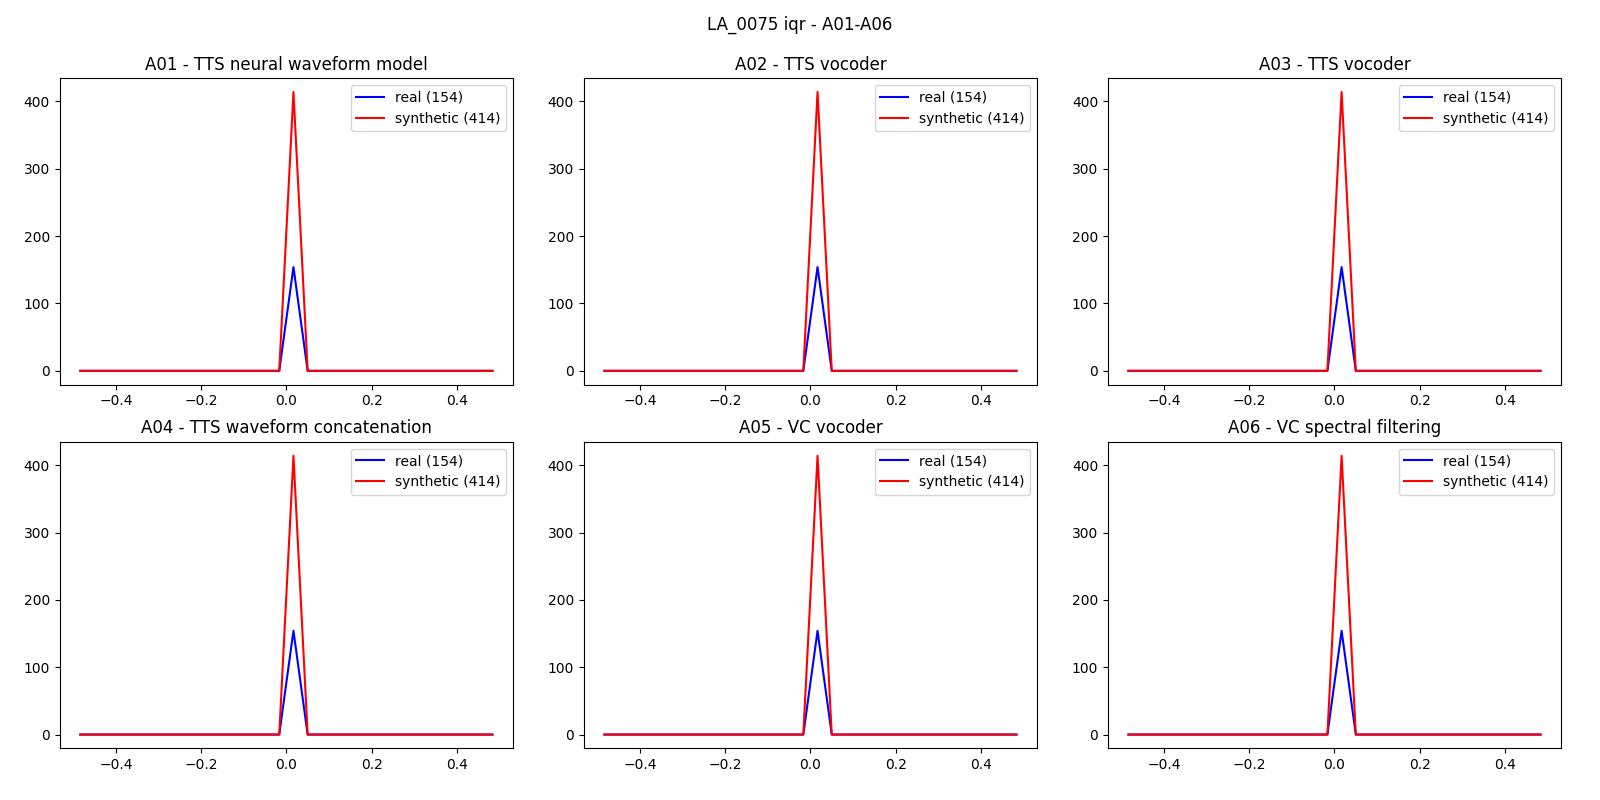 LA_0075 iqr - A01-A06
A01 - TTS neural waveform model
400
300
200
100
0
real (154)
synthetic (414)
−0.4 −0.2 0.0 0.2 0.4
A02 - TTS vocoder
400
300
200
100
0
real (154)
synthetic (414)
−0.4 −0.2 0.0 0.2 0.4
A03 - TTS vocoder
400
300
200
100
0
real (154)
synthetic (414)
−0.4 −0.2 0.0 0.2 0.4
A04 - TTS waveform concatenation
400
300
200
100
0
real (154)
synthetic (414)
−0.4 −0.2 0.0 0.2 0.4
A05 - VC vocoder
400
300
200
100
0
real (154)
synthetic (414)
−0.4 −0.2 0.0 0.2 0.4
A06 - VC spectral filtering
400
300
200
100
0
real (154)
synthetic (414)
−0.4 −0.2 0.0 0.2 0.4